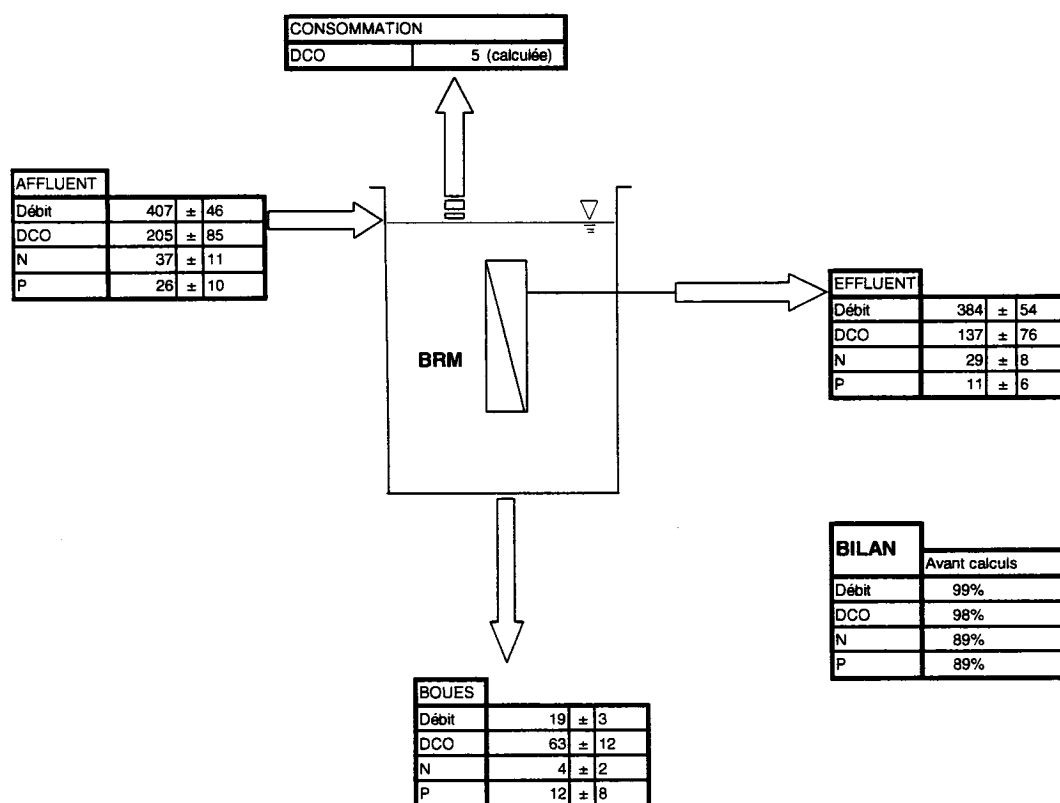 CONSOMMATION
DCO 5 (calculée)
AFFLUENT
Débit 407 ± 46
DCO 205 ± 85
N 37 ± 11
P 26 ± 10
BRM
EFFLUENT
Débit 384 ± 54
DCO 137 ± 76
N 29 ± 8
P 11 ± 6
BILAN
Avant calculs
Débit 99%
DCO 98%
N 89%
P 89%
BOUES
Débit 19 ± 3
DCO 63 ± 12
N 4 ± 2
P 12 ± 8